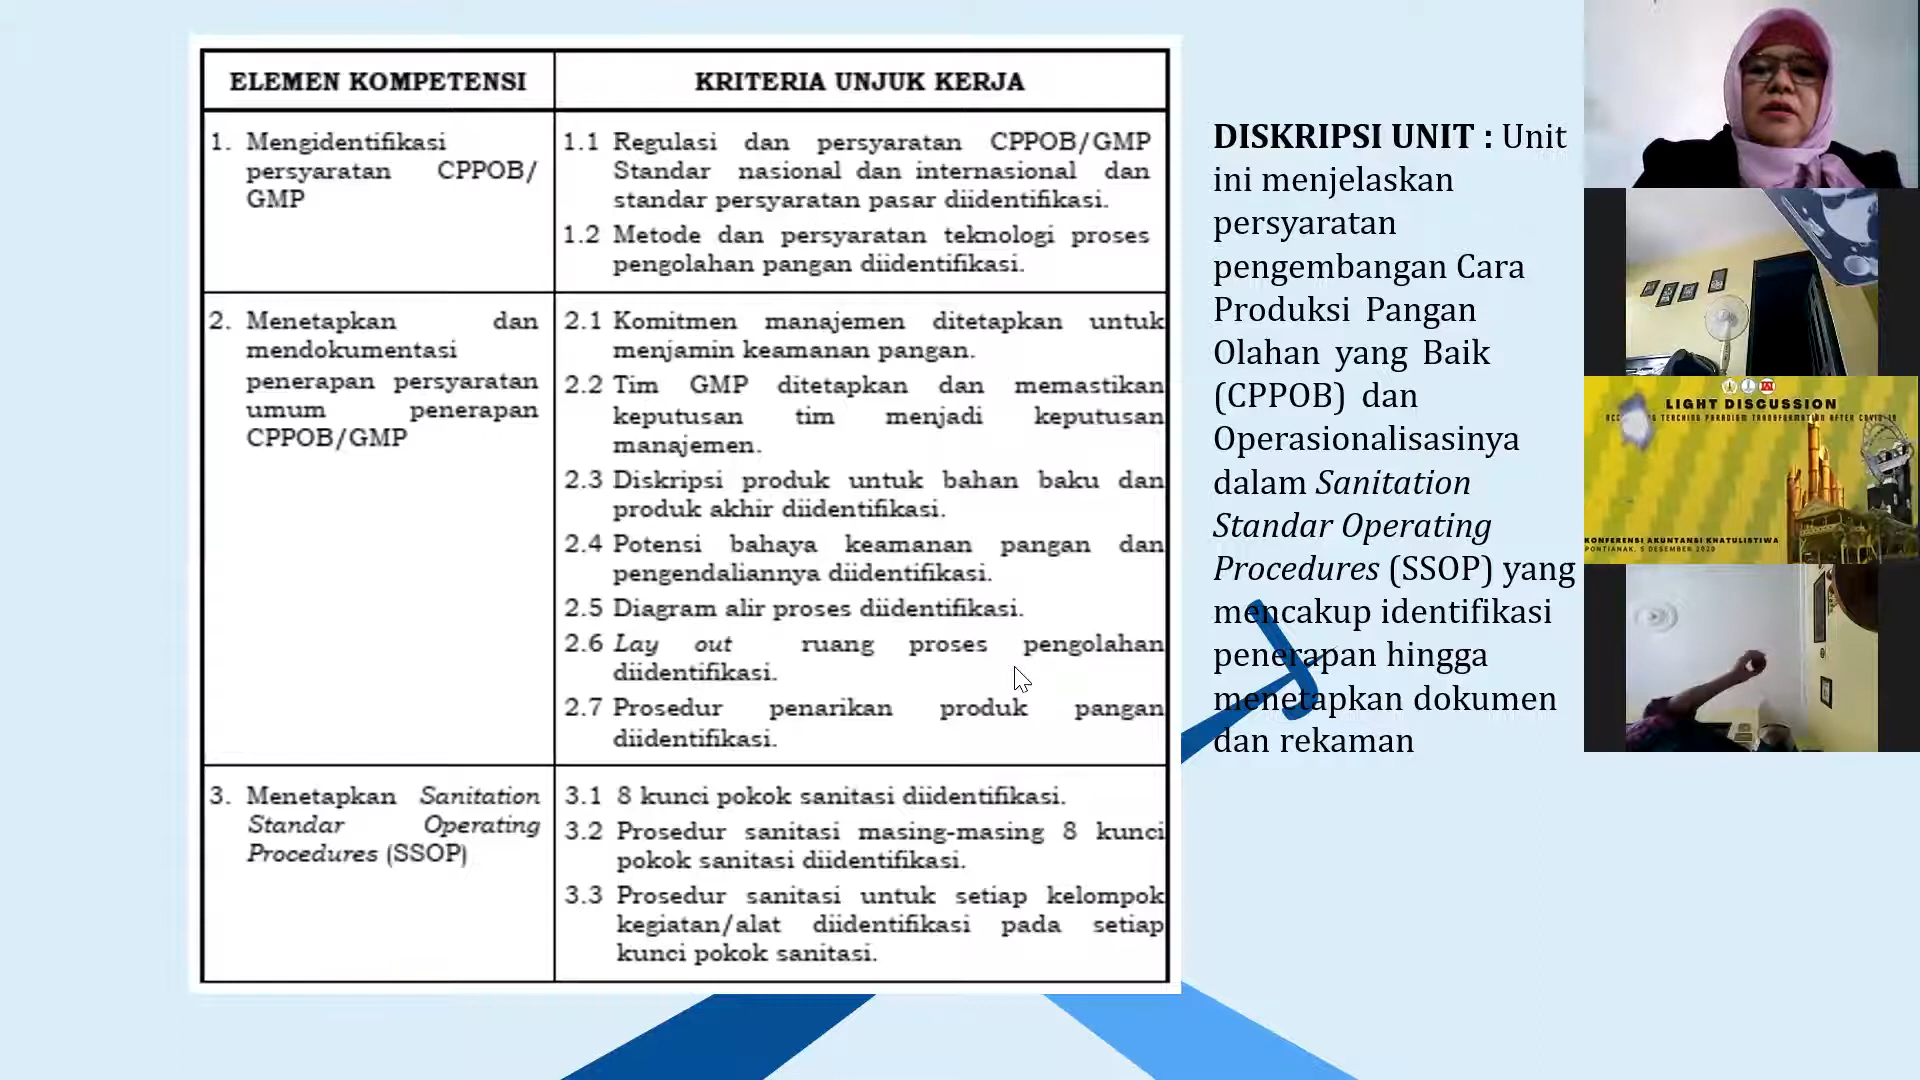 ELEMEN KOMPETENSI
KRITERIA UNJUK KERJA
1. Mengidentifikasi
persyaratan CPPOB/
GMP
1.1 Regulasi dan persyaratan CPPOB/GMP
Standar nasional dan internasional dan
standar persyaratan pasar diidentifikasi.
1.2 Metode dan persyaratan teknologi proses
pengolahan pangan diidentifikasi.
2. Menetapkan dan
mendokumentasi
penerapan persyaratan
umum penerapan
CPPOB/GMP
2.1 Komitmen manajemen ditetapkan untuk
menjamin keamanan pangan.
2.2 Tim GMP ditetapkan dan memastikan
keputusan tim menjadi keputusan
manajemen.
2.3 Diskripsi produk untuk bahan baku dan
produk akhir diidentifikasi.
2.4 Potensi bahaya keamanan pangan dan
pengendaliannya diidentifikasi.
2.5 Diagram alir proses diidentifikasi.
2.6 Lay out ruang proses pengolahan
diidentifikasi.
2.7 Prosedur penarikan produk pangan
diidentifikasi.
3. Menetapkan Sanitation
Standar Operating
Procedures (SSOP)
3.1 8 kunci pokok sanitasi diidentifikasi.
3.2 Prosedur sanitasi masing-masing 8 kunci
pokok sanitasi diidentifikasi.
3.3 Prosedur sanitasi untuk setiap kelompok
kegiatan/alat diidentifikasi pada setiap
kunci pokok sanitasi.
DISKRIPSI UNIT : Unit
ini menjelaskan
persyaratan
pengembangan Cara
Produksi Pangan
Olahan yang Baik
(CPPOB) dan
Operasionalisasinya
dalam Sanitation
Standar Operating
Procedures (SSOP) yang
mencakup identifikasi
penerapan hingga
menetapkan dokumen
dan rekaman
LIGHT DISCUSSION
TEACHING PARADIGM TRANSFORMATION AFTER COVID-19
KONFERENSI AKUNTANSI KHATULISTIWA
PONTIANAK, 5 DESEMBER 2020